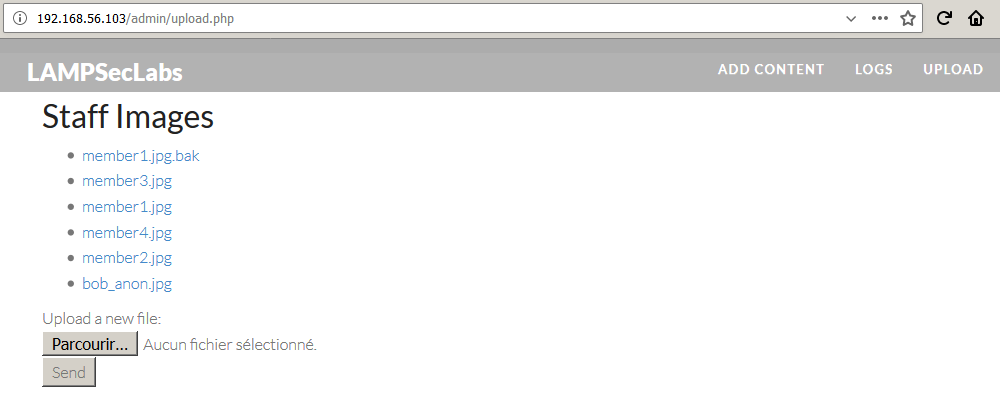 192.168.56.103/admin/upload.php
LAMPSecLabs ADD CONTENT LOGS UPLOAD
Staff Images
member1.jpg.bak
member3.jpg
member1.jpg
member4.jpg
member2.jpg
bob_anon.jpg
Upload a new file:
Parcourir... Aucun fichier sélectionné.
Send